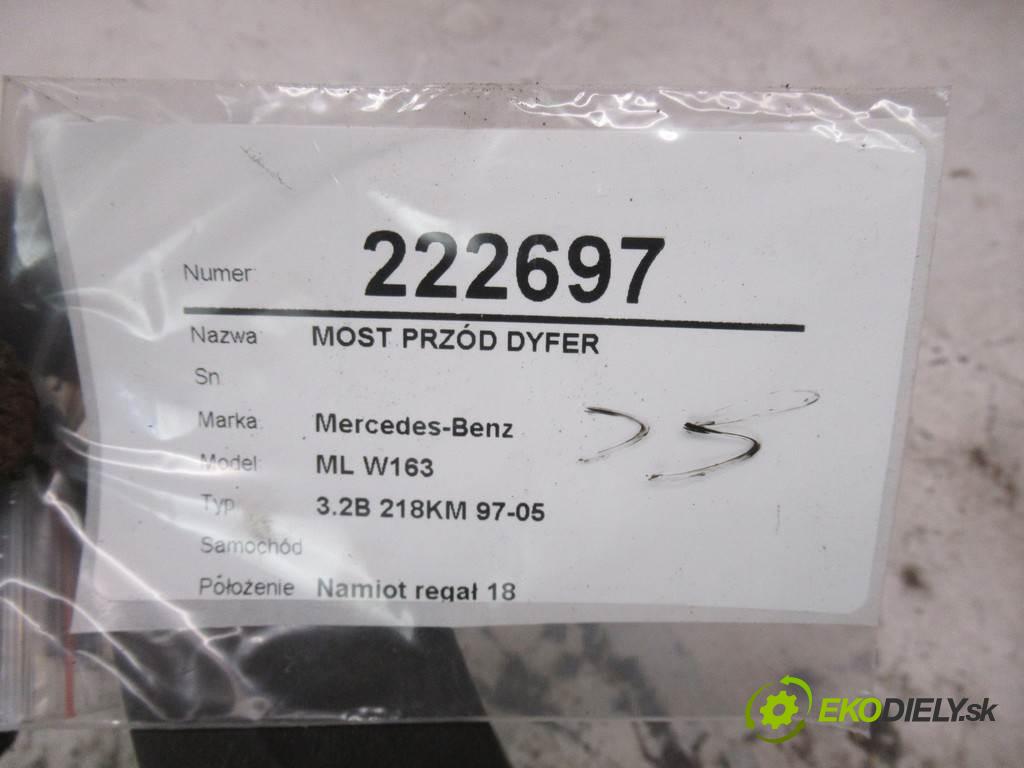 Numer 222697
Nazwa MOST PRZÓD DYFER
Sn
Marka Mercedes-Benz
Model ML W163
Typ 3.2B 218KM 97-05
Samochód
Półożenie Namiot regał 18
EKODIELY.sk